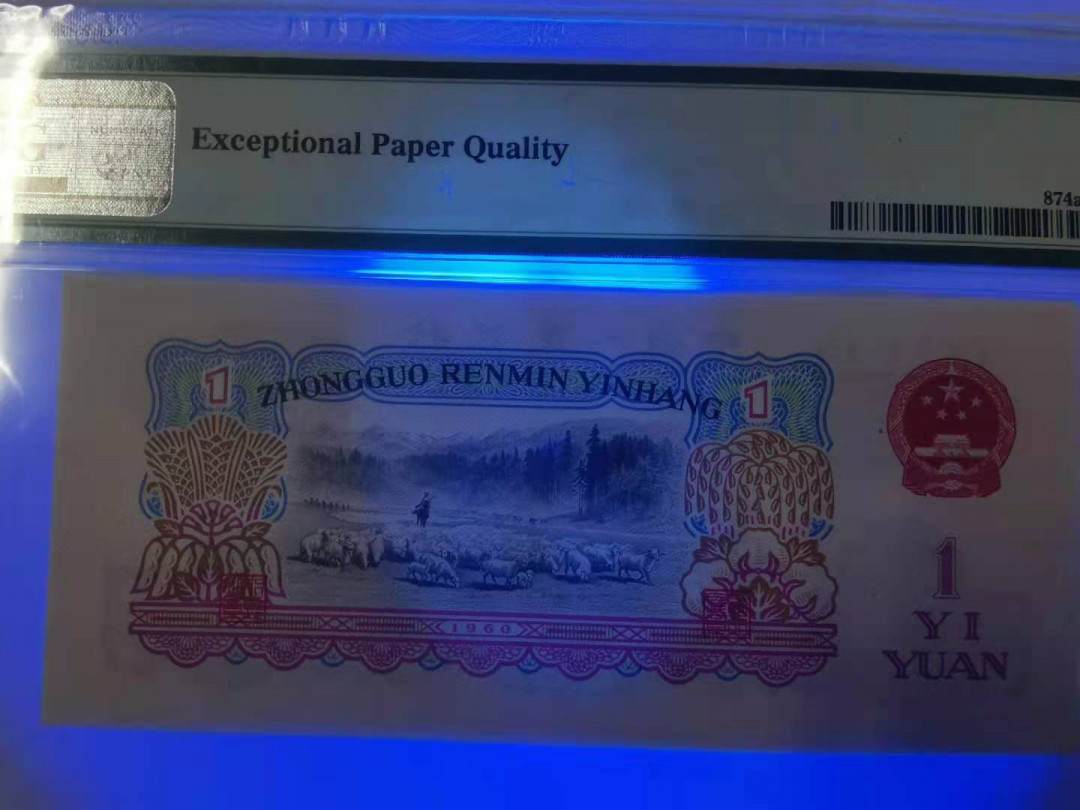 Exceptional Paper Quality
874a
1 ZHONGGUO RENMIN YINHANG 1
1960
1
YI
YUAN